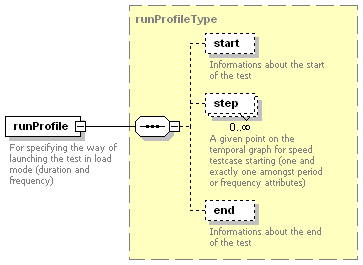 runProfileType
start
Informations about the start
of the test
step
0..∞
A given point on the
temporal graph for speed
testcase starting (one and
exactly one amongst period
or frequency attributes)
runProfile
For specifying the way of
launching the test in load
mode (duration and
frequency)
end
Informations about the end
of the test